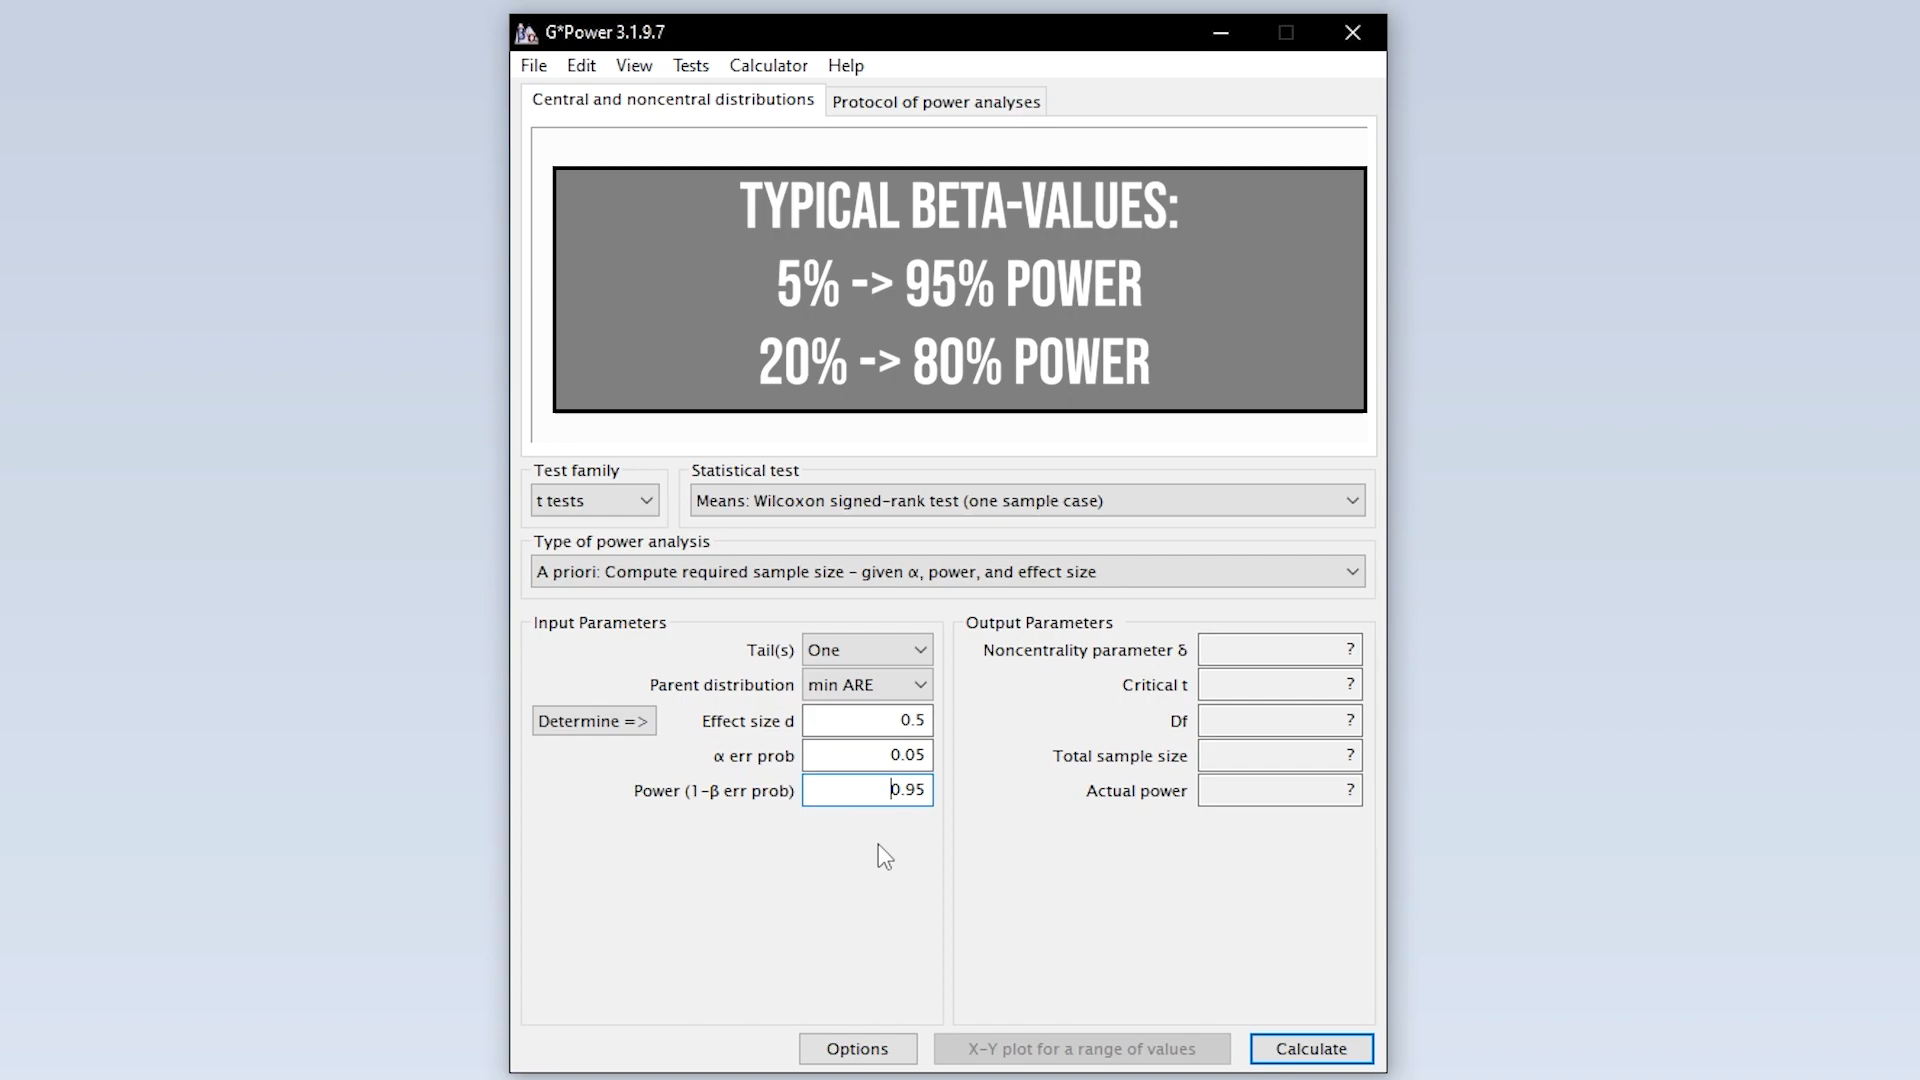 G*Power 3.1.9.7
File Edit View Tests Calculator Help
Central and noncentral distributions Protocol of power analyses
TYPICAL BETA-VALUES:
5% -> 95% POWER
20% -> 80% POWER
Test family Statistical test
t tests Means: Wilcoxon signed-rank test (one sample case)
Type of power analysis
A priori: Compute required sample size - given α, power, and effect size
Input Parameters Output Parameters
Tail(s) One Noncentrality parameter δ ?
Parent distribution min ARE Critical t ?
Determine => Effect size d 0.5 Df ?
α err prob 0.05 Total sample size ?
Power (1-β err prob) 0.95 Actual power ?
Options X-Y plot for a range of values Calculate